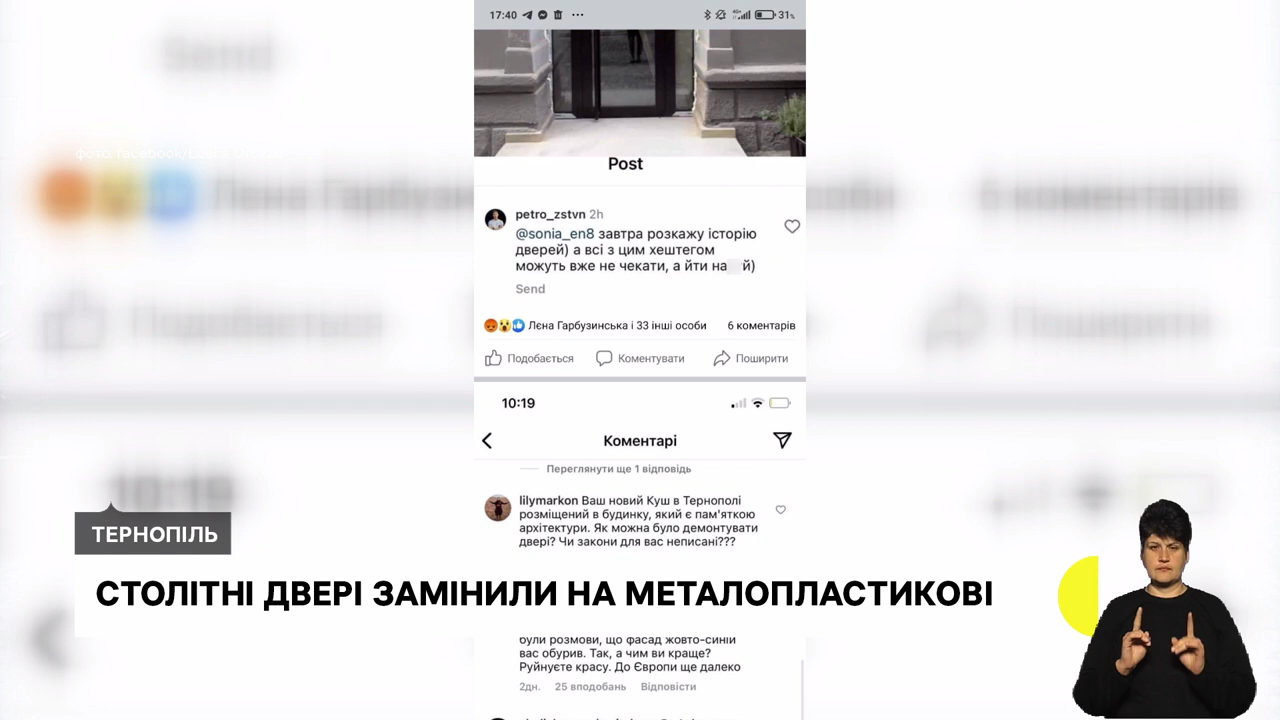 17:40
31%
Post
petro_zstvn 2h
@sonia_en8 завтра розкажу історію
дверей) а всі з цим хештегом
можуть вже не чекати, а йти на й)
Send
Лєна Гарбузинська і 33 інші особи 6 коментарів
Подобається Коментувати Поширити
10:19
Коментарі
Переглянути ще 1 відповідь
lilymarkon Ваш новий Куш в Тернополі
розміщений в будинку, який є пам'яткою
архітектури. Як можна було демонтувати
двері? Чи закони для вас неписані???
ТЕРНОПІЛЬ
СТОЛІТНІ ДВЕРІ ЗАМІНИЛИ НА МЕТАЛОПЛАСТИКОВІ
були розмови, що фасад жовто-синій
вас обурив. Так, а чим ви краще?
Руйнуєте красу. До Європи ще далеко
2дн. 25 вподобань Відповісти